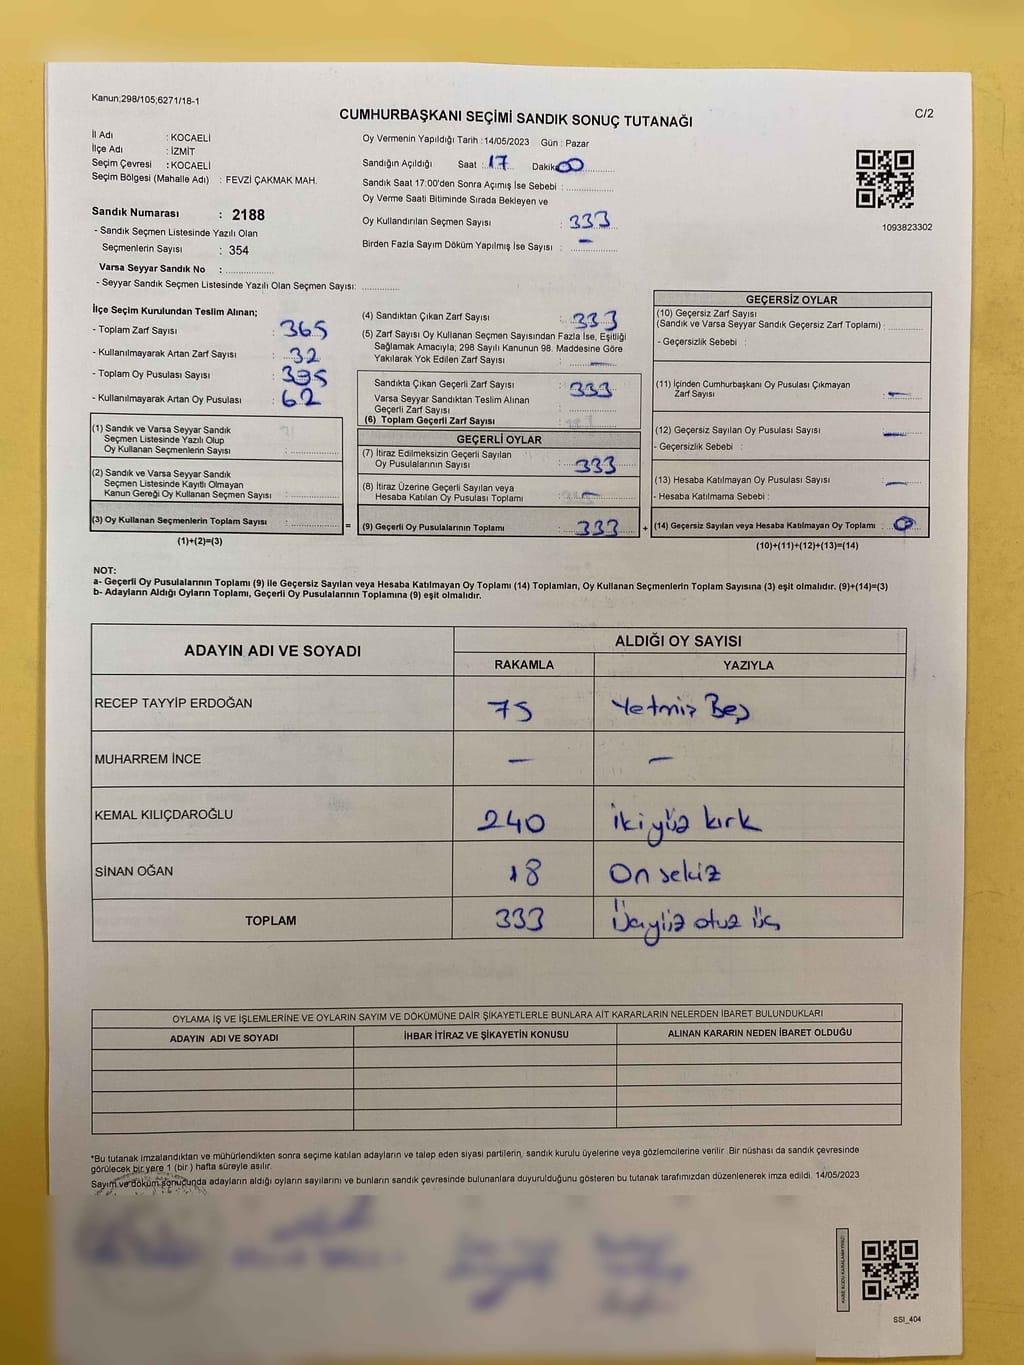 Kanun;298/105;6271/18-1
C/2
CUMHURBAŞKANI SEÇİMİ SANDIK SONUÇ TUTANAĞI
İl Adı : KOCAELİ
İlçe Adı : İZMİT
Seçim Çevresi : KOCAELİ
Seçim Bölgesi (Mahalle Adı) : FEVZİ ÇAKMAK MAH.
Oy Vermenin Yapıldığı Tarih : 14/05/2023 Gün : Pazar
Sandığın Açıldığı Saat : 17 Dakika 00
Sandık Saat 17:00'den Sonra Açımış İse Sebebi :
Oy Verme Saati Bitiminde Sırada Bekleyen ve
Oy Kullandırılan Seçmen Sayısı : 333
Birden Fazla Sayım Döküm Yapılmış İse Sayısı : –
1093823302
Sandık Numarası : 2188
- Sandık Seçmen Listesinde Yazılı Olan
Seçmenlerin Sayısı : 354
Varsa Seyyar Sandık No :
- Seyyar Sandık Seçmen Listesinde Yazılı Olan Seçmen Sayısı:
İlçe Seçim Kurulundan Teslim Alınan;
- Toplam Zarf Sayısı : 365
- Kullanılmayarak Artan Zarf Sayısı : 32
- Toplam Oy Pusulası Sayısı : 395
- Kullanılmayarak Artan Oy Pusulası : 62
(1) Sandık ve Varsa Seyyar Sandık
Seçmen Listesinde Yazılı Olup
Oy Kullanan Seçmenlerin Sayısı :
(2) Sandık ve Varsa Seyyar Sandık
Seçmen Listesinde Kayıtlı Olmayan
Kanun Gereği Oy Kullanan Seçmen Sayısı :
(3) Oy Kullanan Seçmenlerin Toplam Sayısı : =
(1)+(2)=(3)
(4) Sandıktan Çıkan Zarf Sayısı : 333
(5) Zarf Sayısı Oy Kullanan Seçmen Sayısından Fazla İse, Eşitliği
Sağlamak Amacıyla; 298 Sayılı Kanunun 98. Maddesine Göre
Yakılarak Yok Edilen Zarf Sayısı : –
Sandıkta Çıkan Geçerli Zarf Sayısı : 333
Varsa Seyyar Sandıktan Teslim Alınan
Geçerli Zarf Sayısı :
(6) Toplam Geçerli Zarf Sayısı :
GEÇERLİ OYLAR
(7) İtiraz Edilmeksizin Geçerli Sayılan
Oy Pusulalarının Sayısı : 333
(8) İtiraz Üzerine Geçerli Sayılan veya
Hesaba Katılan Oy Pusulası Toplamı : –
(9) Geçerli Oy Pusulalarının Toplamı : 333 +
GEÇERSİZ OYLAR
(10) Geçersiz Zarf Sayısı
(Sandık ve Varsa Seyyar Sandık Geçersiz Zarf Toplamı) :
- Geçersizlik Sebebi :
(11) İçinden Cumhurbaşkanı Oy Pusulası Çıkmayan
Zarf Sayısı : –
(12) Geçersiz Sayılan Oy Pusulası Sayısı : –
- Geçersizlik Sebebi :
(13) Hesaba Katılmayan Oy Pusulası Sayısı : –
- Hesaba Katılmama Sebebi :
(14) Geçersiz Sayılan veya Hesaba Katılmayan Oy Toplamı : 0
(10)+(11)+(12)+(13)=(14)
NOT:
a- Geçerli Oy Pusulalarının Toplamı (9) ile Geçersiz Sayılan veya Hesaba Katılmayan Oy Toplamı (14) Toplamları, Oy Kullanan Seçmenlerin Toplam Sayısına (3) eşit olmalıdır. (9)+(14)=(3)
b- Adayların Aldığı Oyların Toplamı, Geçerli Oy Pusulalarının Toplamına (9) eşit olmalıdır.
ADAYIN ADI VE SOYADI ALDIĞI OY SAYISI
RAKAMLA YAZIYLA
RECEP TAYYİP ERDOĞAN 75 Yetmiş Beş
MUHARREM İNCE – –
KEMAL KILIÇDAROĞLU 240 İkiyüz kırk
SİNAN OĞAN 18 On sekiz
TOPLAM 333 Üçyüz otuz üç
OYLAMA İŞ VE İŞLEMLERİNE VE OYLARIN SAYIM VE DÖKÜMÜNE DAİR ŞİKAYETLERLE BUNLARA AİT KARARLARIN NELERDEN İBARET BULUNDUKLARI
ADAYIN ADI VE SOYADI İHBAR İTİRAZ VE ŞİKAYETİN KONUSU ALINAN KARARIN NEDEN İBARET OLDUĞU
*Bu tutanak imzalandıktan ve mühürlendikten sonra seçime katılan adayların ve talep eden siyasi partilerin, sandık kurulu üyelerine veya gözlemcilerine verilir. Bir nüshası da sandık çevresinde
görülecek bir yere 1 (bir) hafta süreyle asılır.
Sayım ve döküm sonucunda adayların aldığı oyların sayılarını ve bunların sandık çevresinde bulunanlara duyurulduğunu gösteren bu tutanak tarafımızdan düzenlenerek imza edildi. 14/05/2023
SSI_404